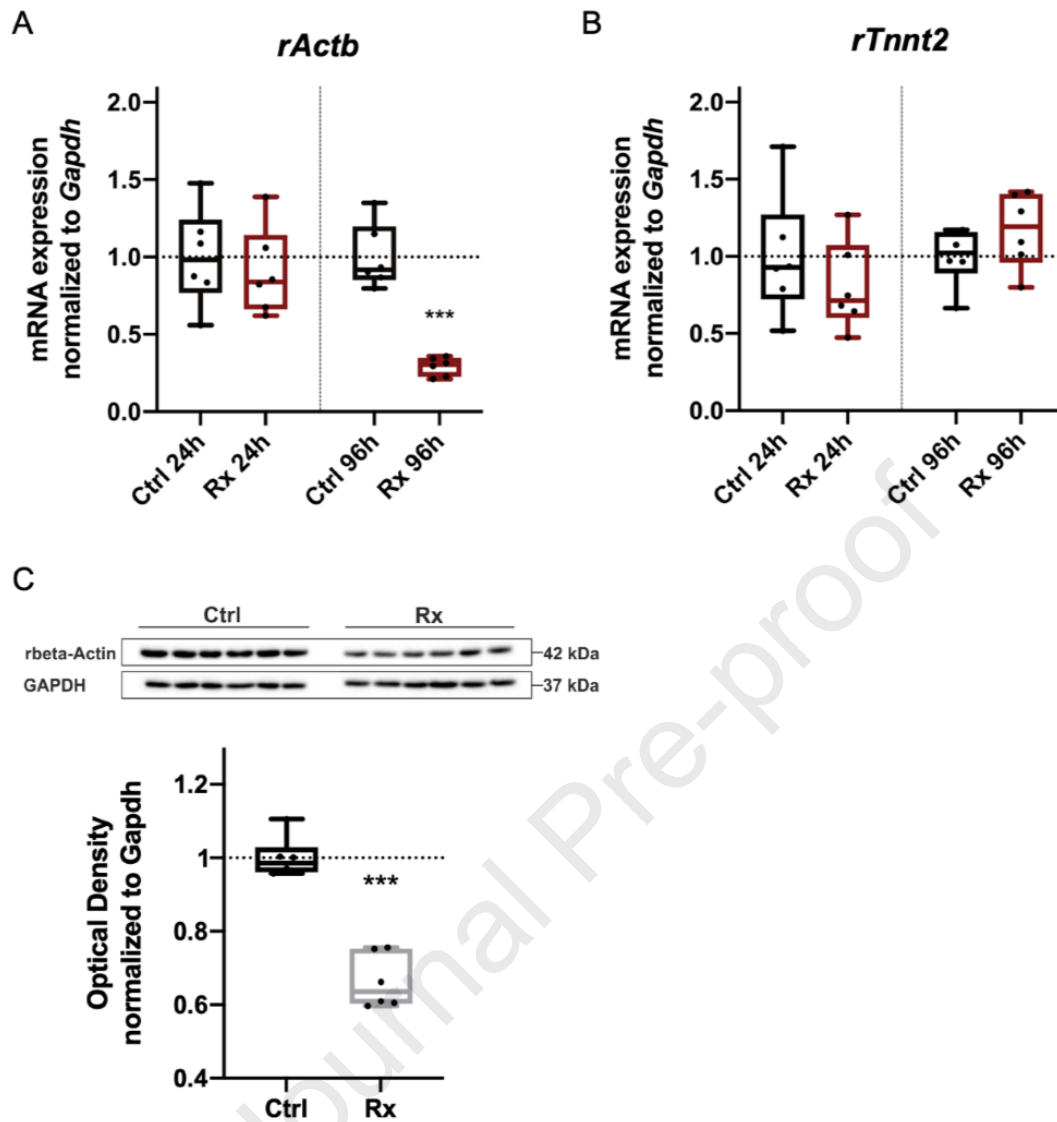 A
rActb
mRNA expression
normalized to Gapdh
2.0
1.5
1.0
0.5
0.0
***
Ctrl 24h
Rx 24h
Ctrl 96h
Rx 96h
B
rTnnt2
mRNA expression
normalized to Gapdh
2.0
1.5
1.0
0.5
0.0
Ctrl 24h
Rx 24h
Ctrl 96h
Rx 96h
C
Ctrl
Rx
rbeta-Actin
42 kDa
GAPDH
37 kDa
Optical Density
normalized to Gapdh
1.2
1
0.8
0.6
0.4
***
Ctrl
Rx
Journal Pre-proof